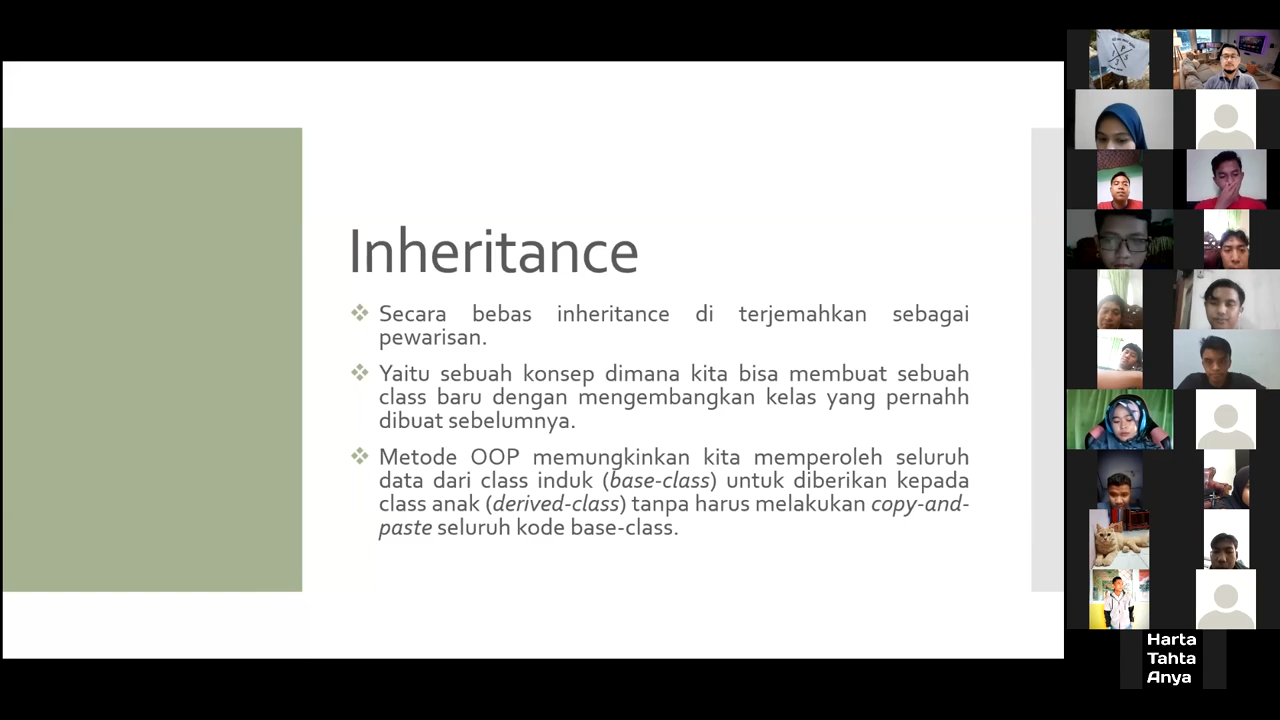 Inheritance
Secara bebas inheritance di terjemahkan sebagai
pewarisan.
Yaitu sebuah konsep dimana kita bisa membuat sebuah
class baru dengan mengembangkan kelas yang pernahh
dibuat sebelumnya.
Metode OOP memungkinkan kita memperoleh seluruh
data dari class induk (base-class) untuk diberikan kepada
class anak (derived-class) tanpa harus melakukan copy-and-
paste seluruh kode base-class.
Harta
Tahta
Anya